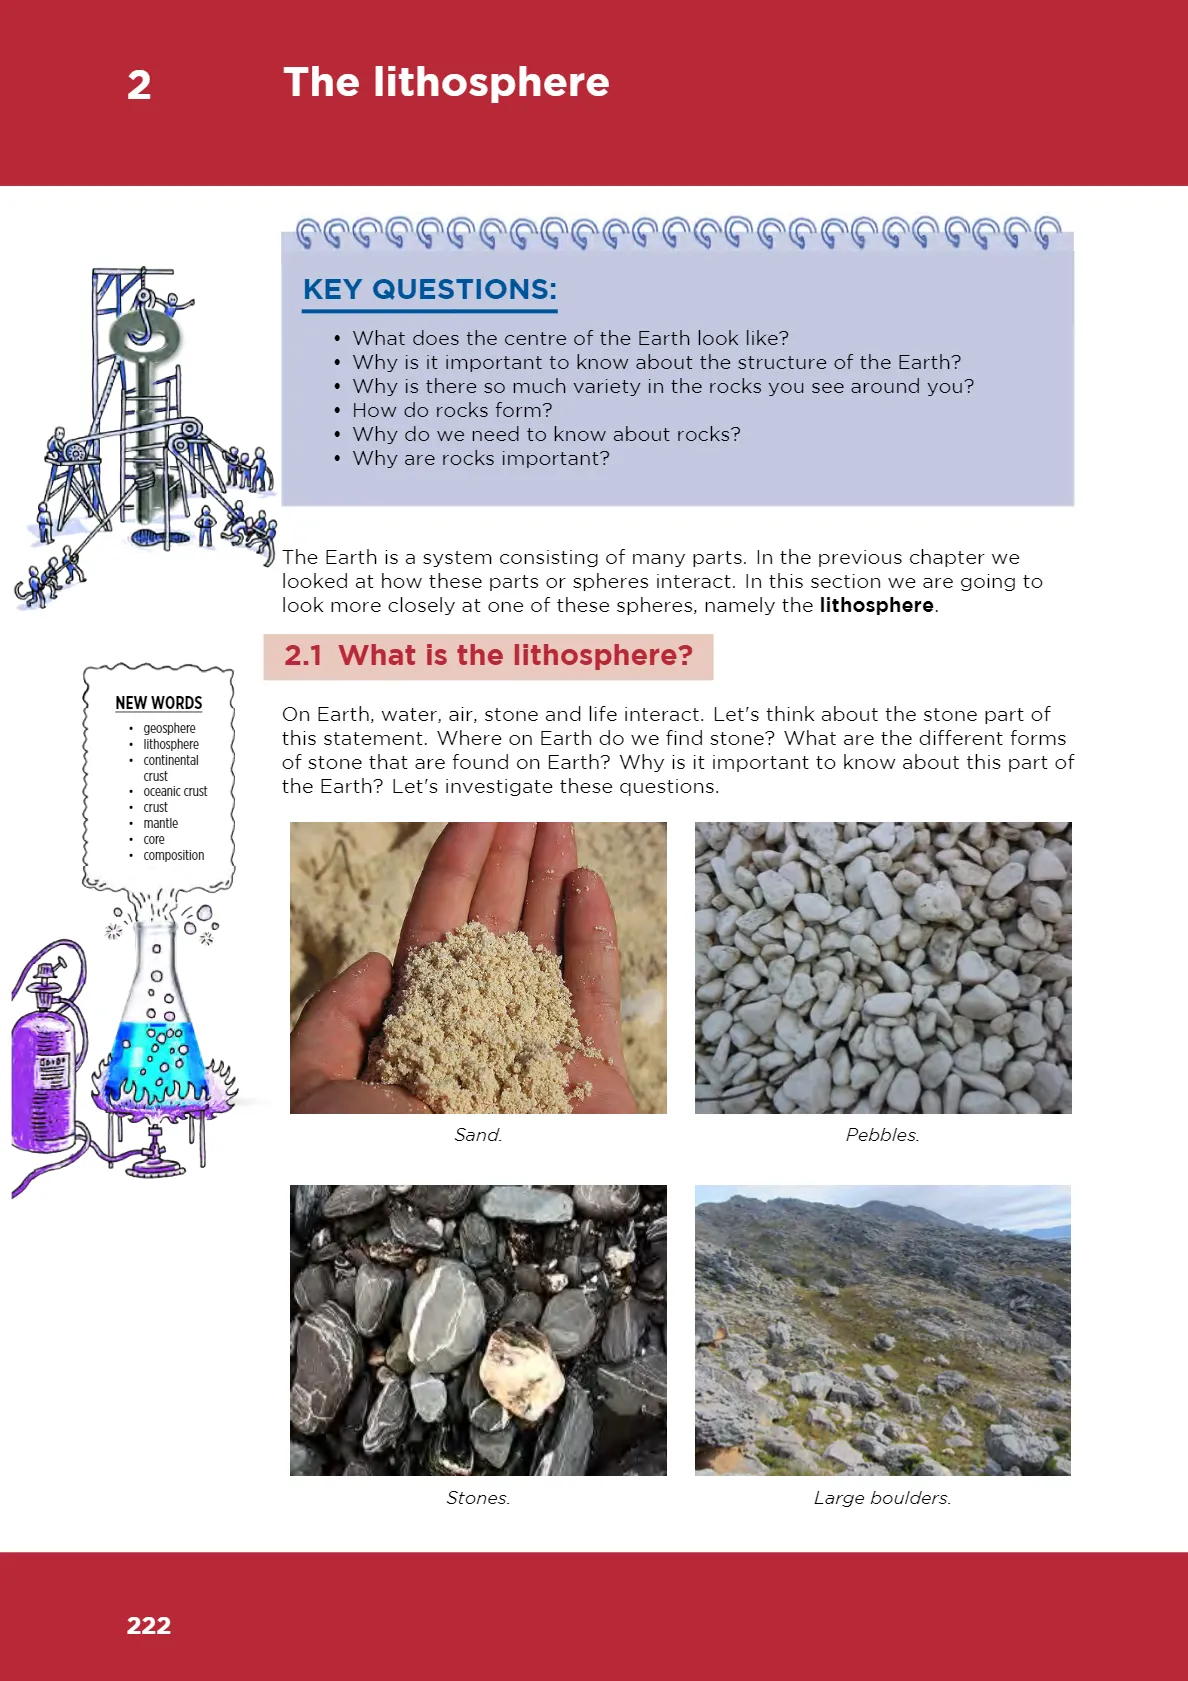 2
The lithosphere
KEY QUESTIONS:
• What does the centre of the Earth look like?
• Why is it important to know about the structure of the Earth?
• Why is there so much variety in the rocks you see around you?
• How do rocks form?
• Why do we need to know about rocks?
• Why are rocks important?
The Earth is a system consisting of many parts. In the previous chapter we
looked at how these parts or spheres interact. In this section we are going to
look more closely at one of these spheres, namely the lithosphere.
2.1 What is the lithosphere?
NEW WORDS
• geosphere
• lithosphere
• continental
crust
• oceanic crust
• crust
• mantle
• core
• composition
On Earth, water, air, stone and life interact. Let's think about the stone part of
this statement. Where on Earth do we find stone? What are the different forms
of stone that are found on Earth? Why is it important to know about this part of
the Earth? Let's investigate these questions.
Sand.
Pebbles.
Stones.
Large boulders.
222